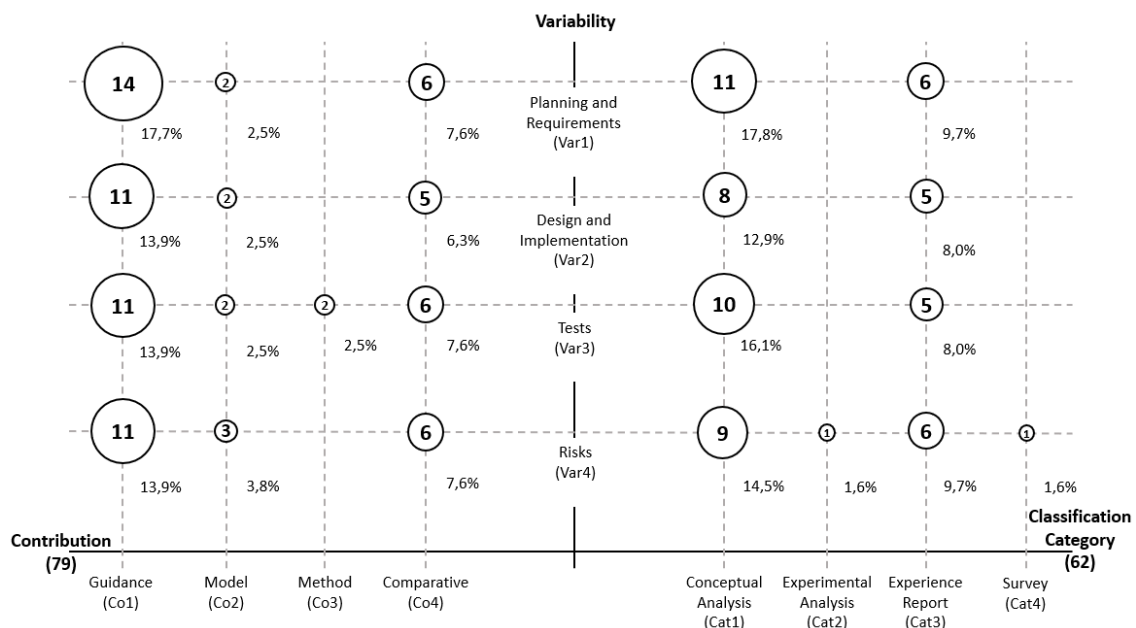 Variability
14
2
6
11
6
Planning and
Requirements
(Var1)
17,7%
2,5%
7,6%
17,8%
9,7%
11
2
5
8
5
Design and
Implementation
(Var2)
13,9%
2,5%
6,3%
12,9%
8,0%
11
2
2
6
10
5
Tests
(Var3)
13,9%
2,5%
2,5%
7,6%
16,1%
8,0%
11
3
6
9
1
6
1
Risks
(Var4)
13,9%
3,8%
7,6%
14,5%
1,6%
9,7%
1,6%
Contribution
(79)
Classification
Category
(62)
Guidance
(Co1)
Model
(Co2)
Method
(Co3)
Comparative
(Co4)
Conceptual
Analysis
(Cat1)
Experimental
Analysis
(Cat2)
Experience
Report
(Cat3)
Survey
(Cat4)